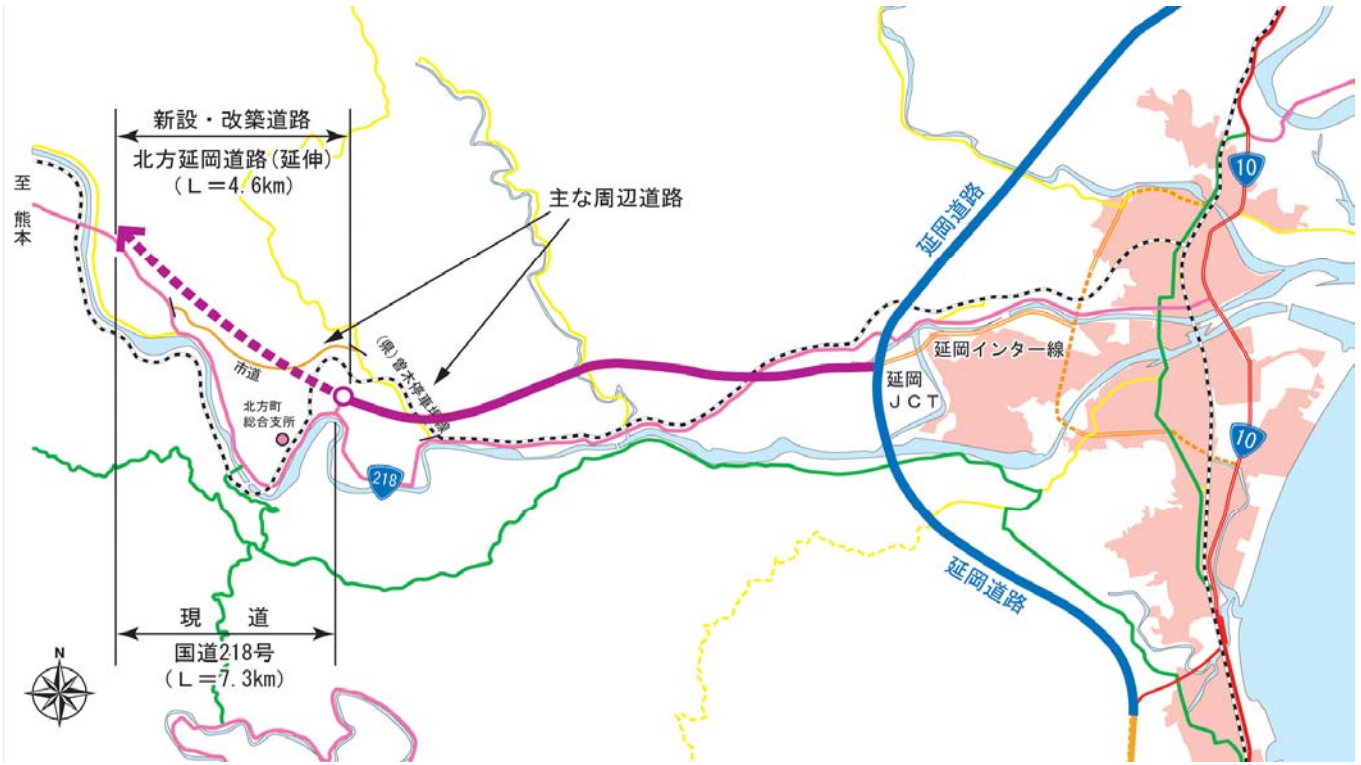 新設・改築道路
北方延岡道路(延伸)
(L=4.6km)
至 熊本
主な周辺道路
延岡道路
10
(県)曽木停車場線
市道
北方町
総合支所
延岡インター線
延岡
JCT
218
10
延岡道路
現 道
国道218号
(L=7.3km)
N